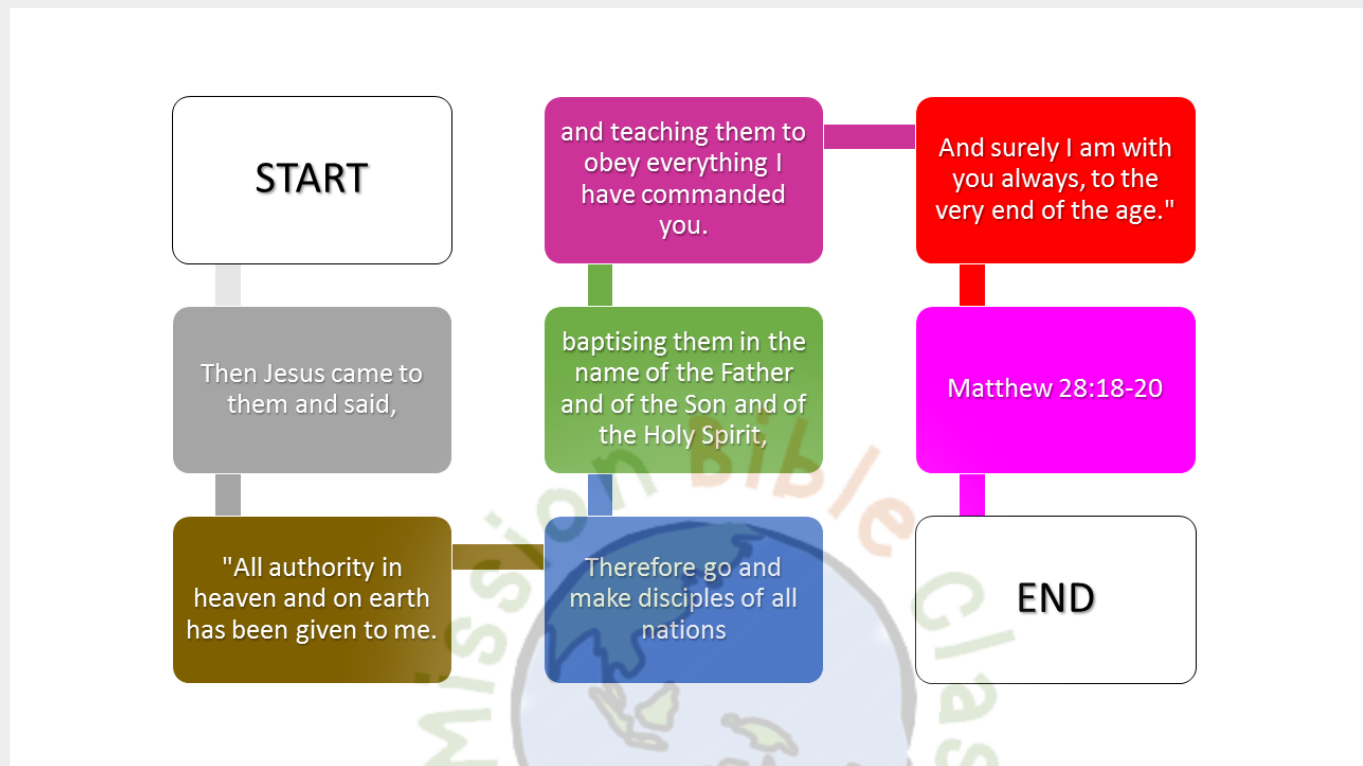 START
Then Jesus came to
them and said,
"All authority in
heaven and on earth
has been given to me.
Therefore go and
make disciples of all
nations
baptising them in the
name of the Father
and of the Son and of
the Holy Spirit,
and teaching them to
obey everything I
have commanded
you.
And surely I am with
you always, to the
very end of the age."
Matthew 28:18-20
END
Mission Bible Clas